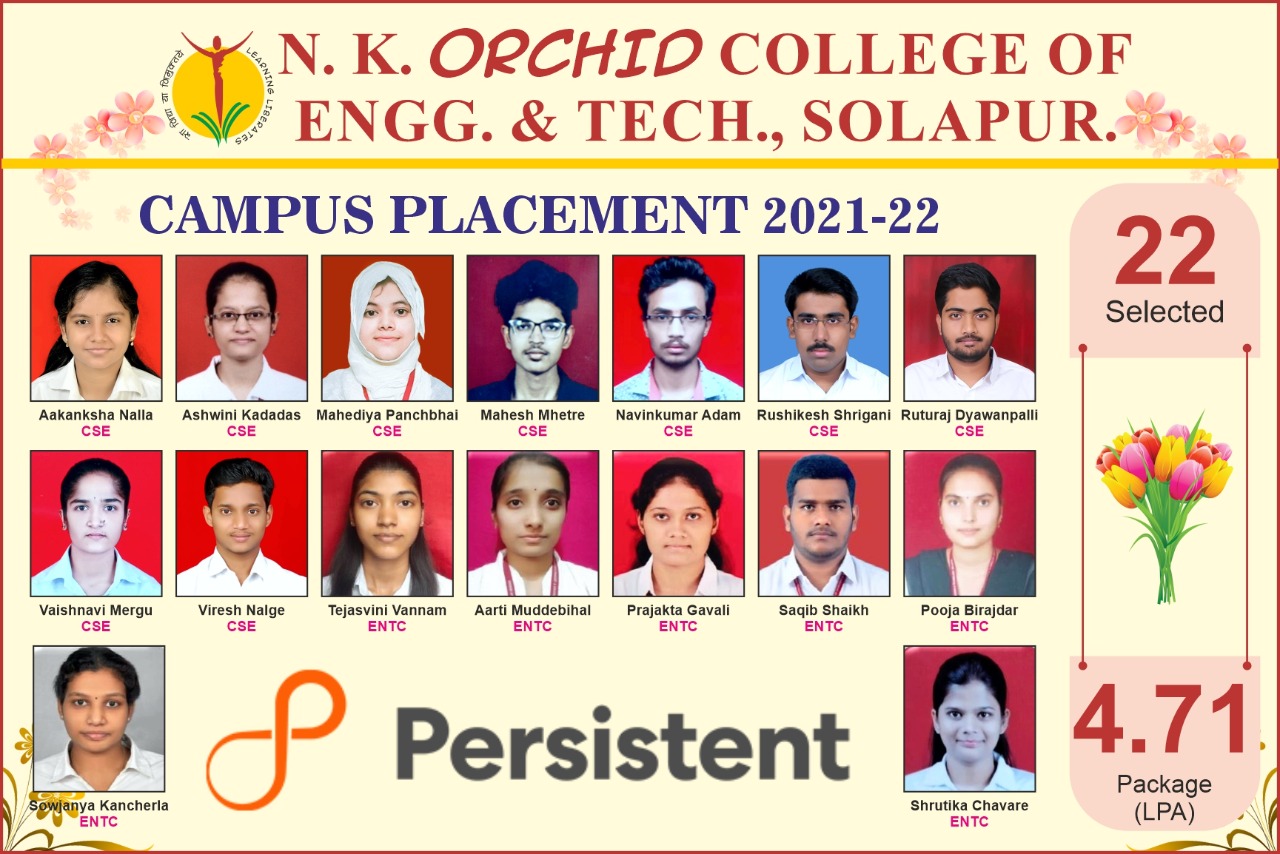 सा विद्या या विमुक्तये
LEARNING LIBERATES
N. K. ORCHID COLLEGE OF
ENGG. & TECH., SOLAPUR.
CAMPUS PLACEMENT 2021-22
22
Selected
Aakanksha Nalla
CSE
Ashwini Kadadas
CSE
Mahediya Panchbhai
CSE
Mahesh Mhetre
CSE
Navinkumar Adam
CSE
Rushikesh Shrigani
CSE
Ruturaj Dyawanpalli
CSE
Vaishnavi Mergu
CSE
Viresh Nalge
CSE
Tejasvini Vannam
ENTC
Aarti Muddebihal
ENTC
Prajakta Gavali
ENTC
Saqib Shaikh
ENTC
Pooja Birajdar
ENTC
Sowjanya Kancherla
ENTC
Persistent
Shrutika Chavare
ENTC
4.71
Package
(LPA)